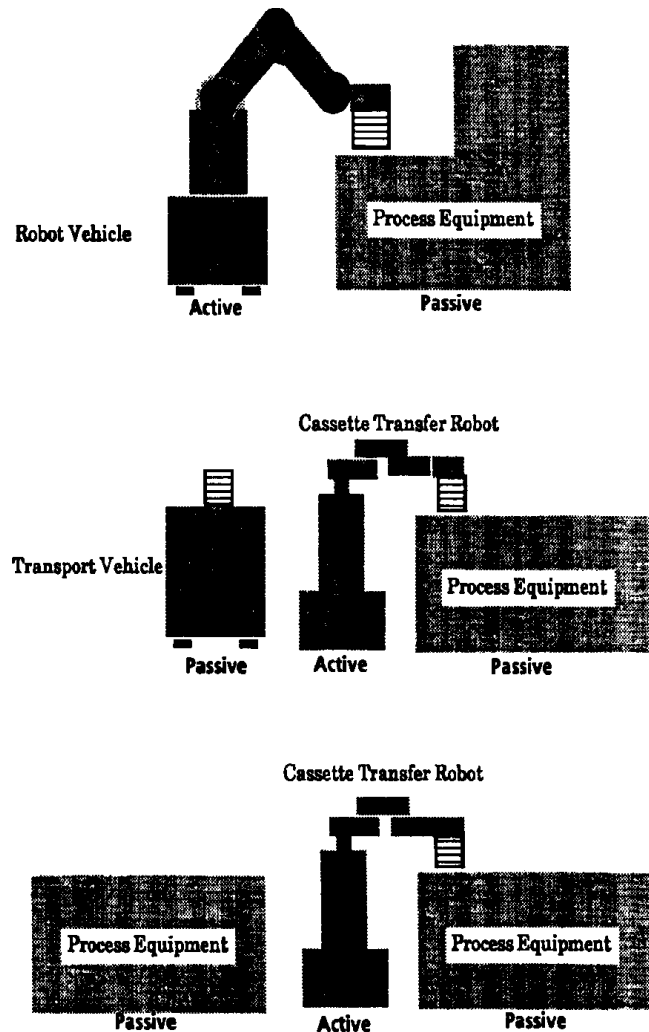 Process Equipment
Robot Vehicle
Active
Passive
Cassette Transfer Robot
Transport Vehicle
Process Equipment
Passive
Active
Passive
Cassette Transfer Robot
Process Equipment
Process Equipment
Passive
Active
Passive